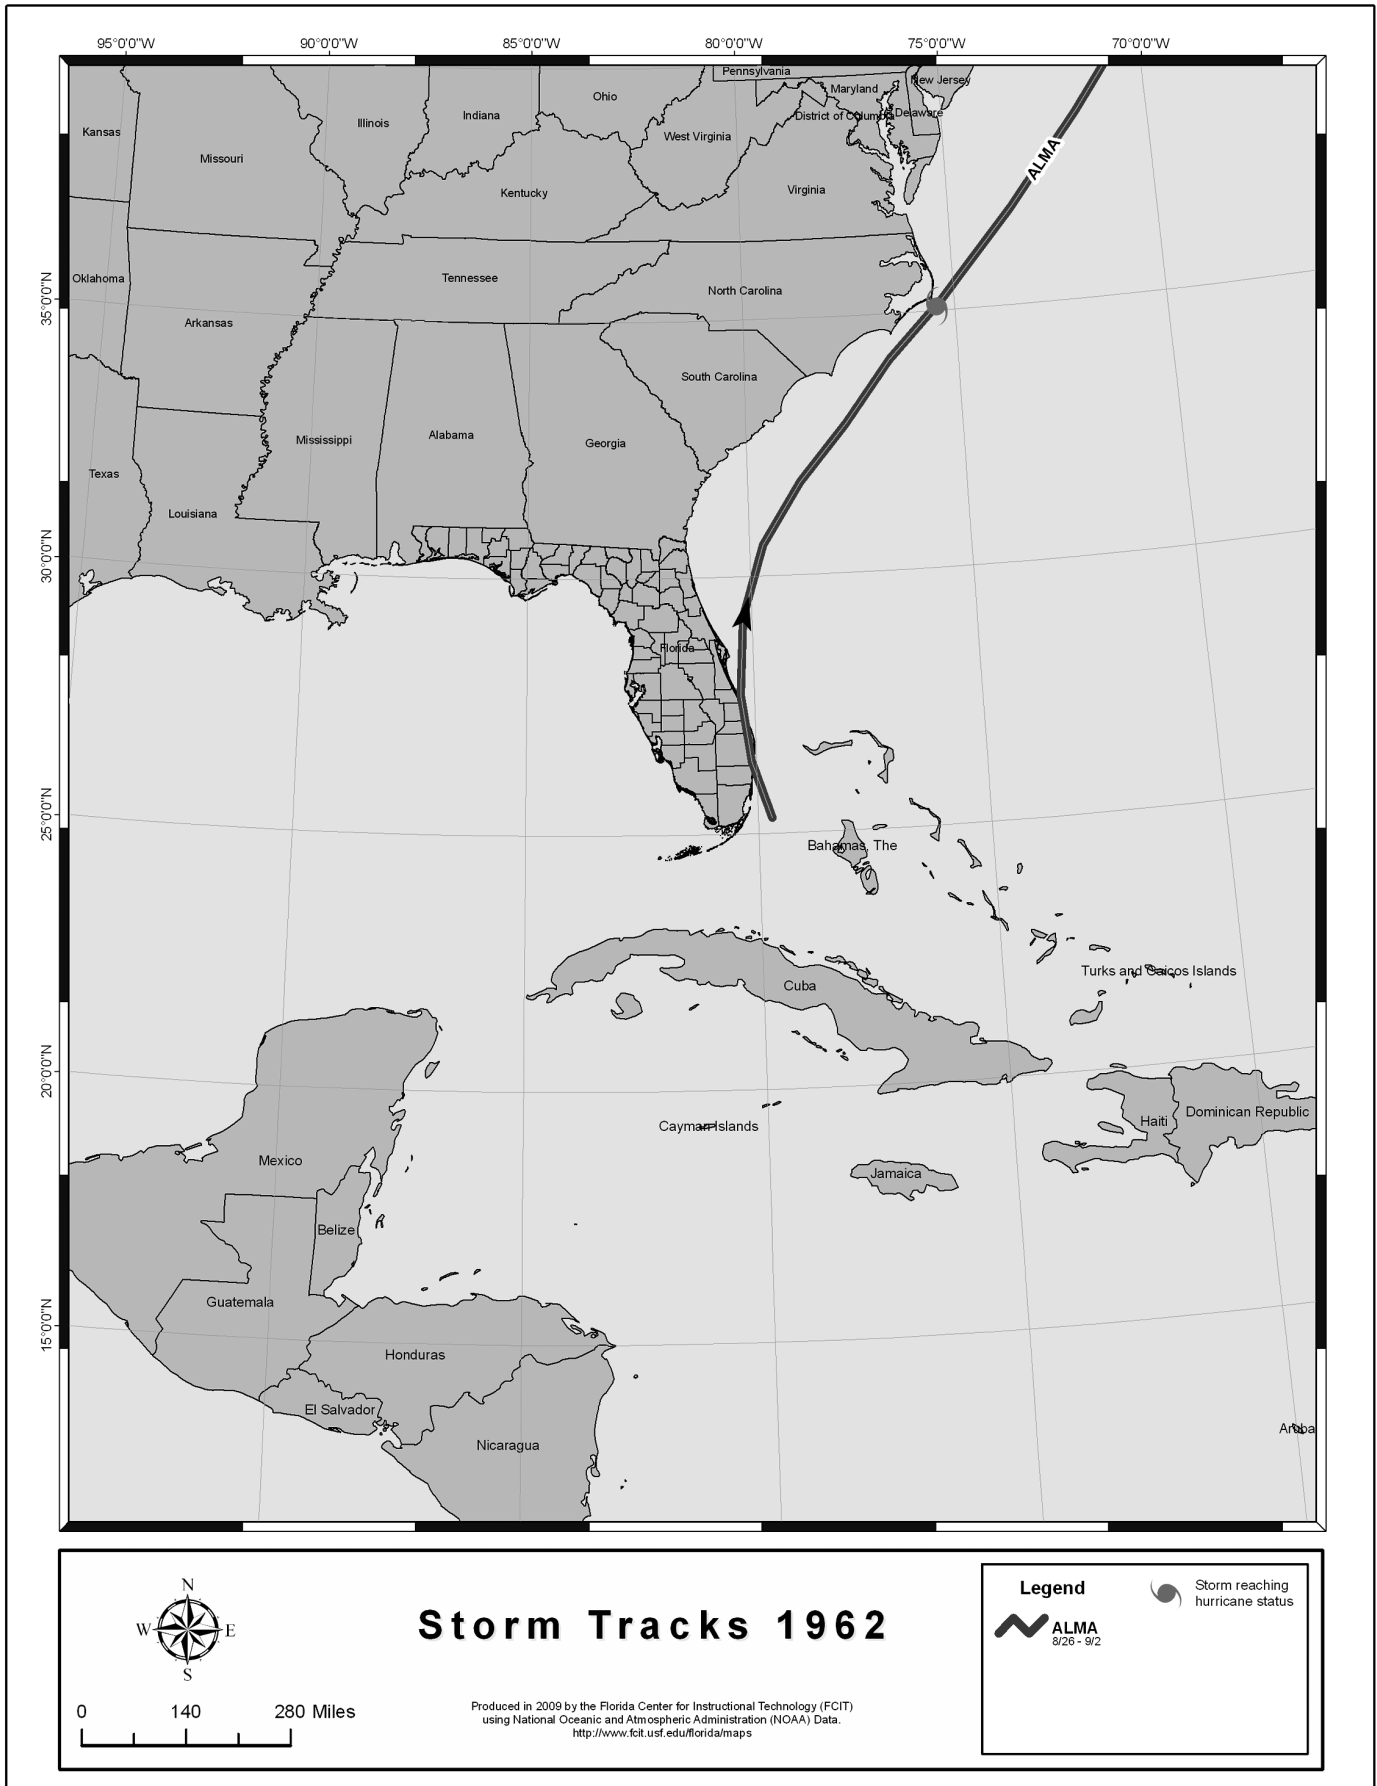 95°0'0"W
90°0'0"W
85°0'0"W
80°0'0"W
75°0'0"W
70°0'0"W
Pennsylvania
New Jersey
Maryland
Ohio
Indiana
Illinois
District of Columbia
Delaware
Kansas
West Virginia
ALMA
Missouri
Kentucky
Virginia
Oklahoma
Tennessee
North Carolina
35°0'0"N
Arkansas
South Carolina
Mississippi
Alabama
Georgia
Texas
Louisiana
30°0'0"N
Florida
25°0'0"N
Bahamas, The
Turks and Caicos Islands
Cuba
20°0'0"N
Dominican Republic
Haiti
Cayman Islands
Mexico
Jamaica
Belize
Guatemala
15°0'0"N
Honduras
El Salvador
Aruba
Nicaragua
N
W
E
S
0
140
280 Miles
Storm Tracks 1962
Produced in 2009 by the Florida Center for Instructional Technology (FCIT)
using National Oceanic and Atmospheric Administration (NOAA) Data.
http://www.fcit.usf.edu/florida/maps
Legend
ALMA
8/26 - 9/2
Storm reaching
hurricane status